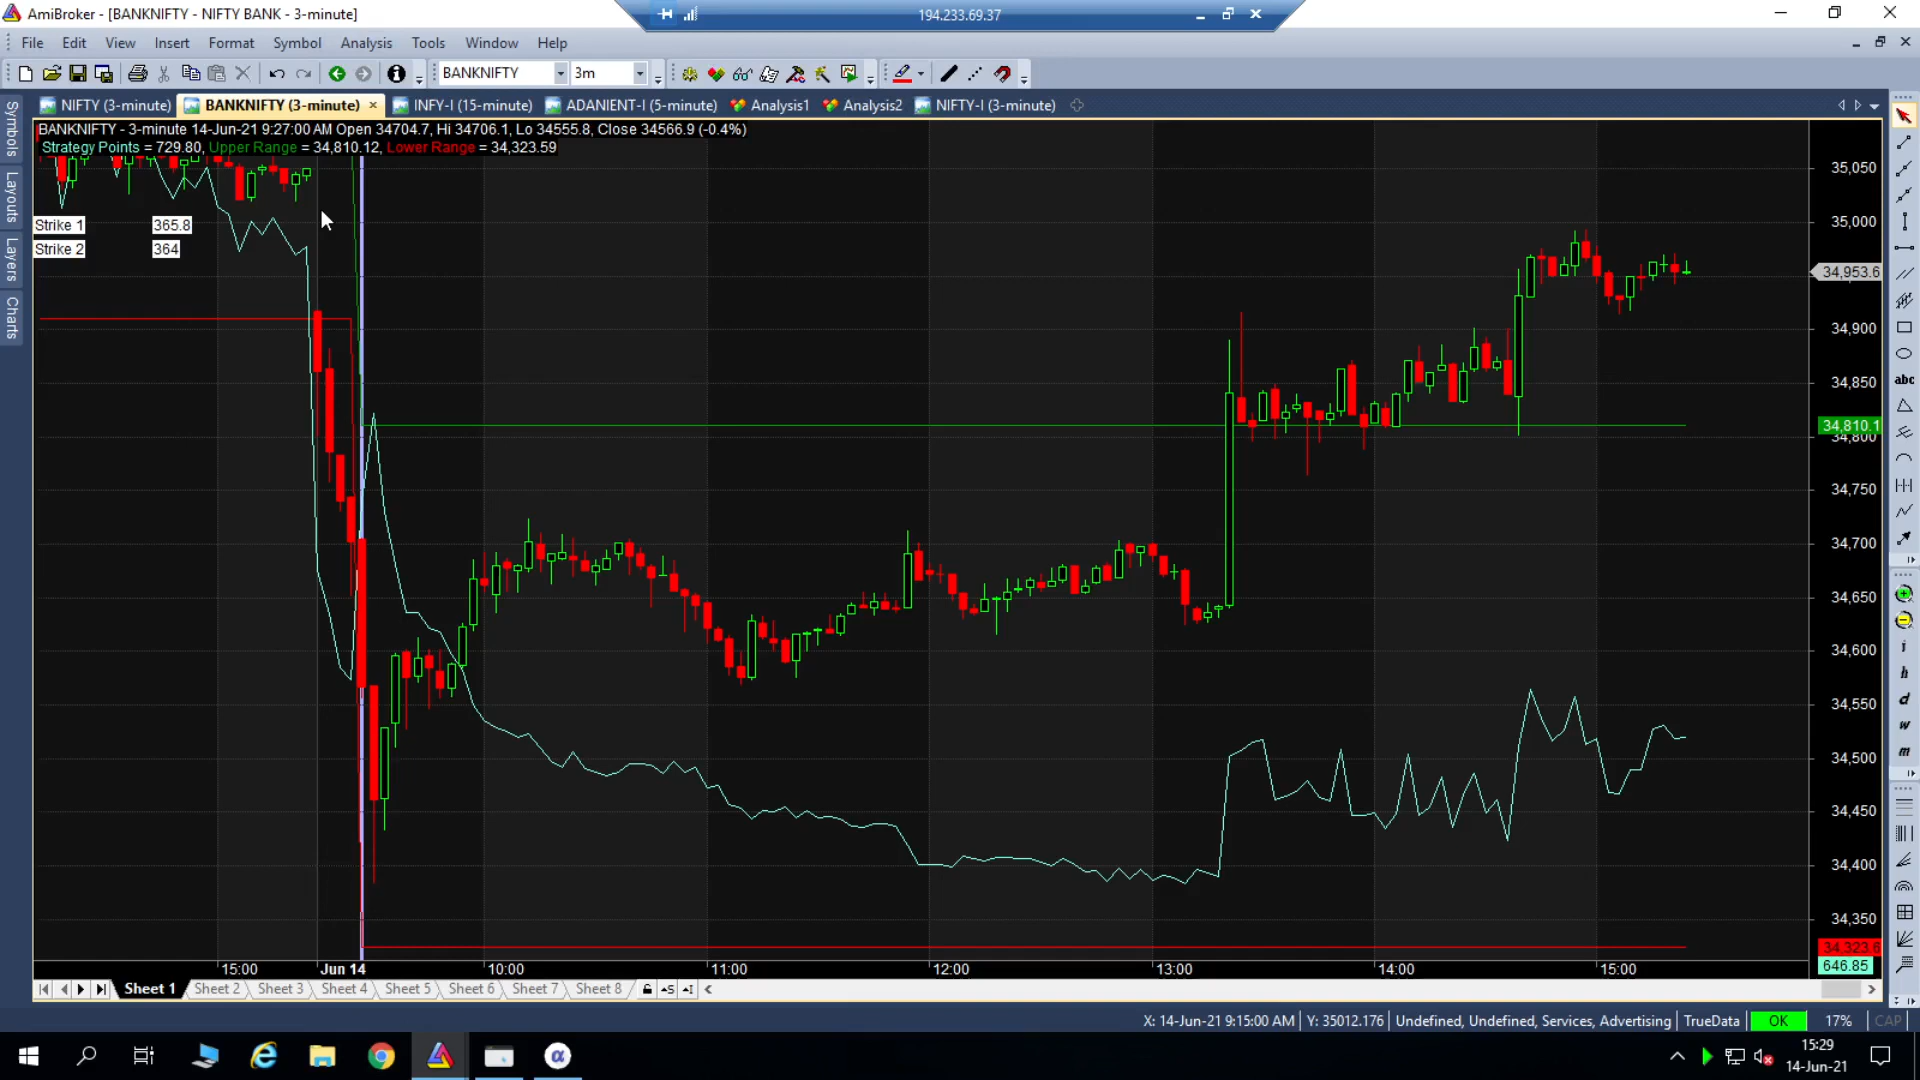 AmiBroker - [BANKNIFTY - NIFTY BANK - 3-minute]
194.233.69.37
File Edit View Insert Format Symbol Analysis Tools Window Help
BANKNIFTY 3m
NIFTY (3-minute) BANKNIFTY (3-minute) INFY-I (15-minute) ADANIENT-I (5-minute) Analysis1 Analysis2 NIFTY-I (3-minute)
Symbols
Layouts
Layers
Charts
BANKNIFTY - 3-minute 14-Jun-21 9:27:00 AM Open 34704.7, Hi 34706.1, Lo 34555.8, Close 34566.9 (-0.4%)
Strategy Points = 729.80, Upper Range = 34,810.12, Lower Range = 34,323.59
Strike 1 365.8
Strike 2 364
35,050
35,000
34,953.6
34,900
34,850
34,810.1
34,800
34,750
34,700
34,650
34,600
34,550
34,500
34,450
34,400
34,350
34,323.6
646.85
abc
i
h
d
w
m
15:00 Jun 14 10:00 11:00 12:00 13:00 14:00 15:00
Sheet 1 Sheet 2 Sheet 3 Sheet 4 Sheet 5 Sheet 6 Sheet 7 Sheet 8
X: 14-Jun-21 9:15:00 AM Y: 35012.176 Undefined, Undefined, Services, Advertising TrueData OK 17% CAP
15:29
14-Jun-21